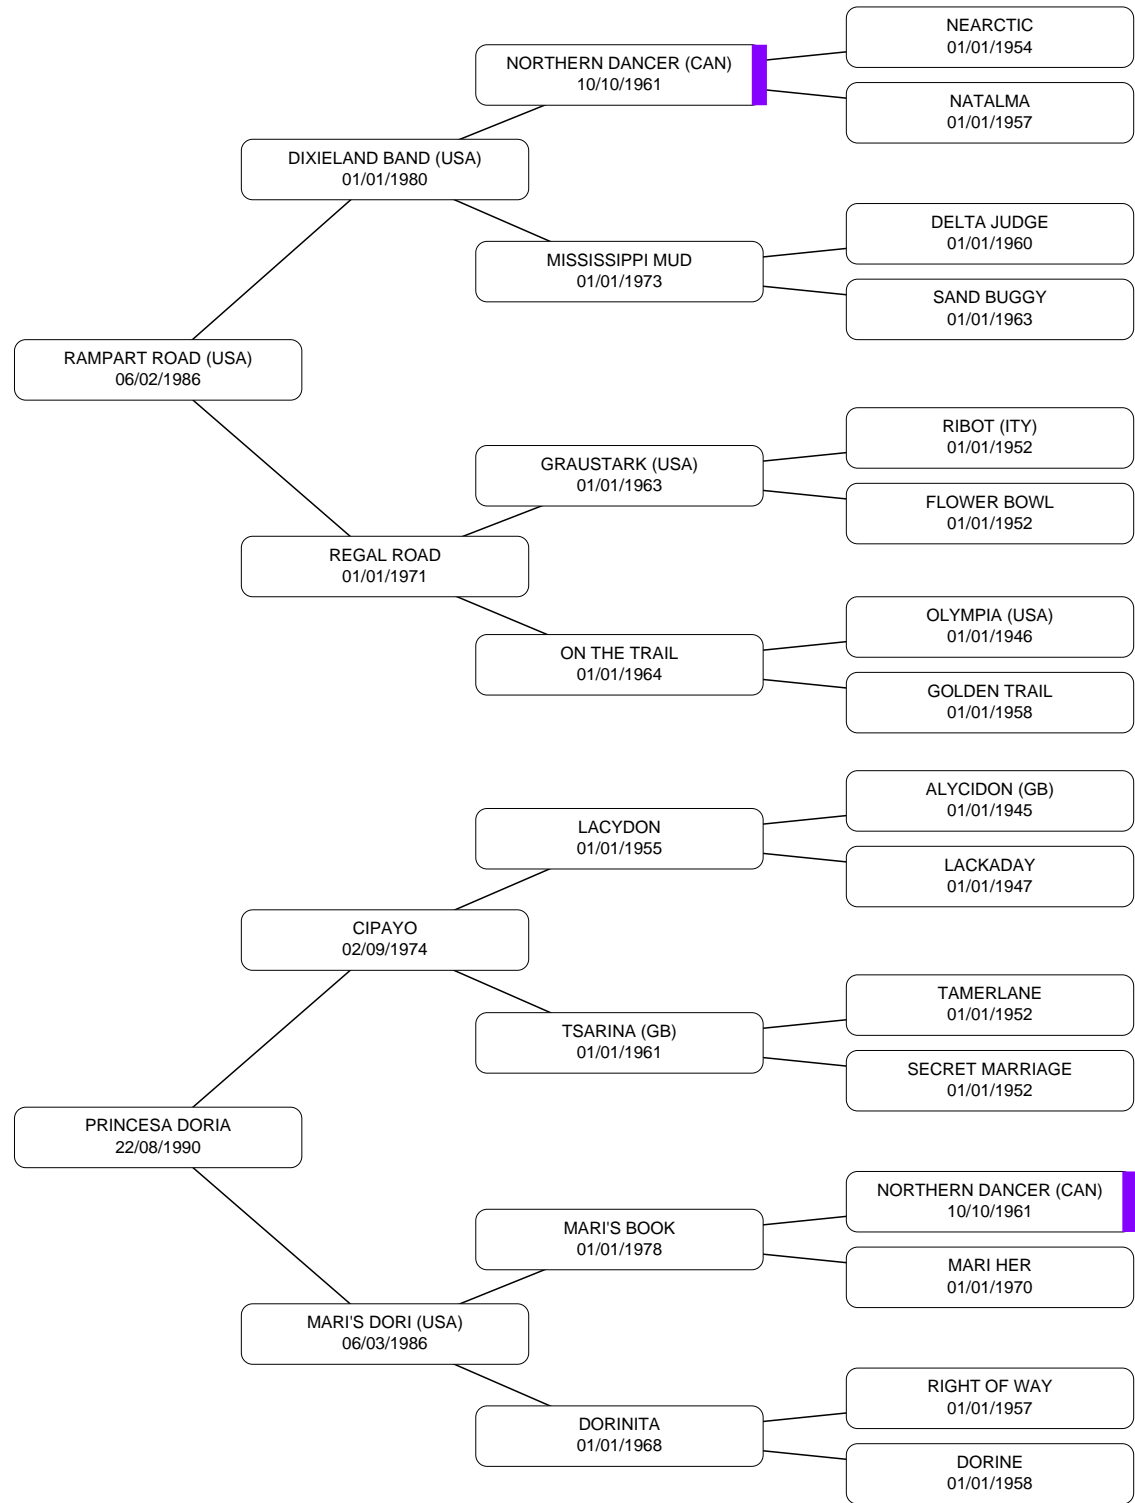 NEARCTIC
01/01/1954
NORTHERN DANCER (CAN)
10/10/1961
NATALMA
01/01/1957
DIXIELAND BAND (USA)
01/01/1980
DELTA JUDGE
01/01/1960
MISSISSIPPI MUD
01/01/1973
SAND BUGGY
01/01/1963
RAMPART ROAD (USA)
06/02/1986
RIBOT (ITY)
01/01/1952
GRAUSTARK (USA)
01/01/1963
FLOWER BOWL
01/01/1952
REGAL ROAD
01/01/1971
OLYMPIA (USA)
01/01/1946
ON THE TRAIL
01/01/1964
GOLDEN TRAIL
01/01/1958
ALYCIDON (GB)
01/01/1945
LACYDON
01/01/1955
LACKADAY
01/01/1947
CIPAYO
02/09/1974
TAMERLANE
01/01/1952
TSARINA (GB)
01/01/1961
SECRET MARRIAGE
01/01/1952
PRINCESA DORIA
22/08/1990
NORTHERN DANCER (CAN)
10/10/1961
MARI'S BOOK
01/01/1978
MARI HER
01/01/1970
MARI'S DORI (USA)
06/03/1986
RIGHT OF WAY
01/01/1957
DORINITA
01/01/1968
DORINE
01/01/1958